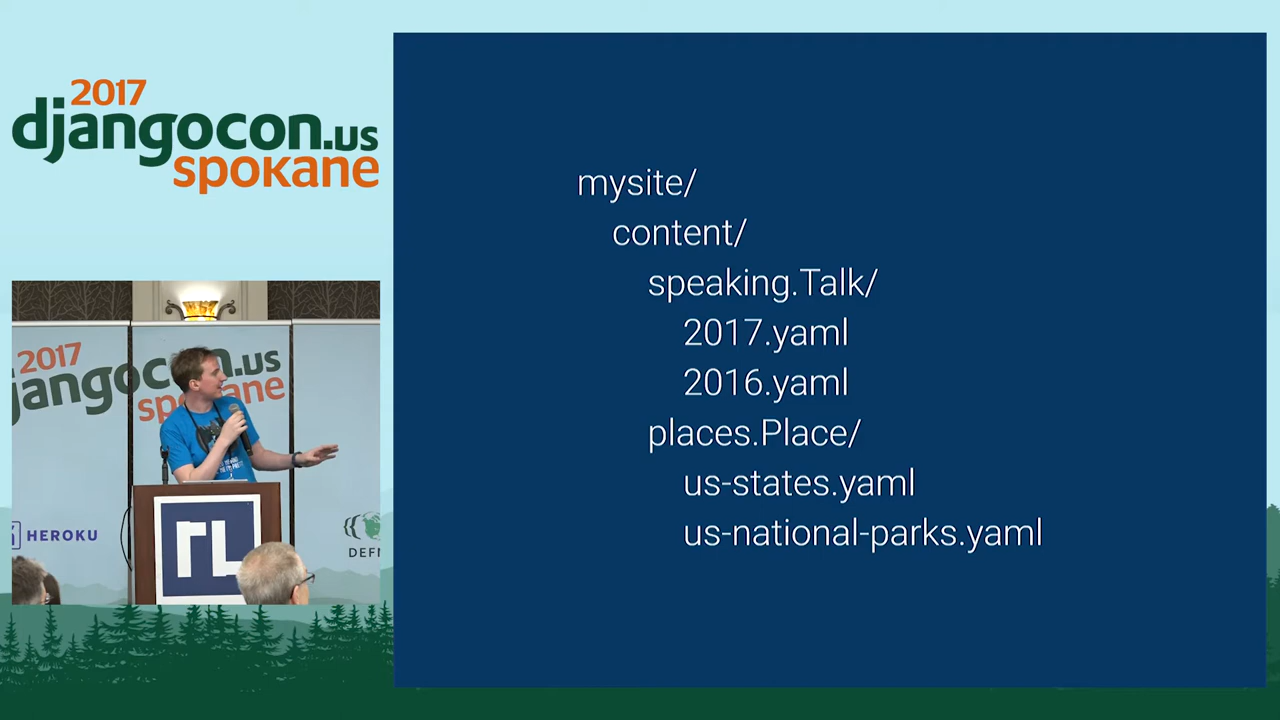 2017
djangocon.us
spokane
mysite/
content/
speaking.Talk/
2017.yaml
2016.yaml
places.Place/
us-states.yaml
us-national-parks.yaml
2017
djangocon.us
spokane
HEROKU
TL